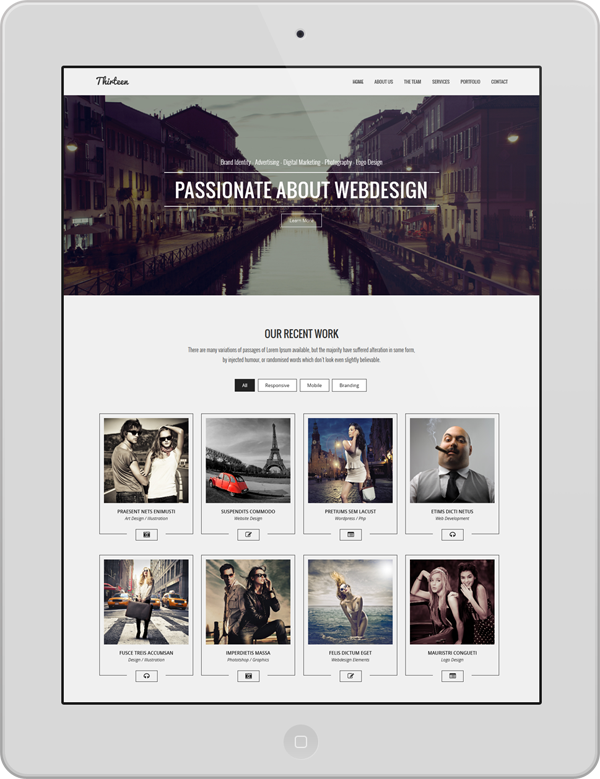 Thirteen
HOME ABOUT US THE TEAM SERVICES PORTFOLIO CONTACT
Brand Identity - Advertising - Digital Marketing - Photography - Logo Design
PASSIONATE ABOUT WEBDESIGN
Learn More
OUR RECENT WORK
There are many variations of passages of Lorem Ipsum available, but the majority have suffered alteration in some form,
by injected humour, or randomised words which don't look even slightly believable.
All Responsive Mobile Branding
PRAESENT NETS ENIMUSTI
Art Design / Illustration
SUSPENDITS COMMODO
Website Design
PRETIUMS SEM LACUST
Wordpress / Php
ETIMS DICTI NETUS
Web Development
FUSCE TREIS ACCUMSAN
Design / Illustration
IMPERDIETIS MASSA
Photoshop / Graphics
FELIS DICTUM EGET
Webdesign Elements
MAURISTRI CONGUETI
Logo Design